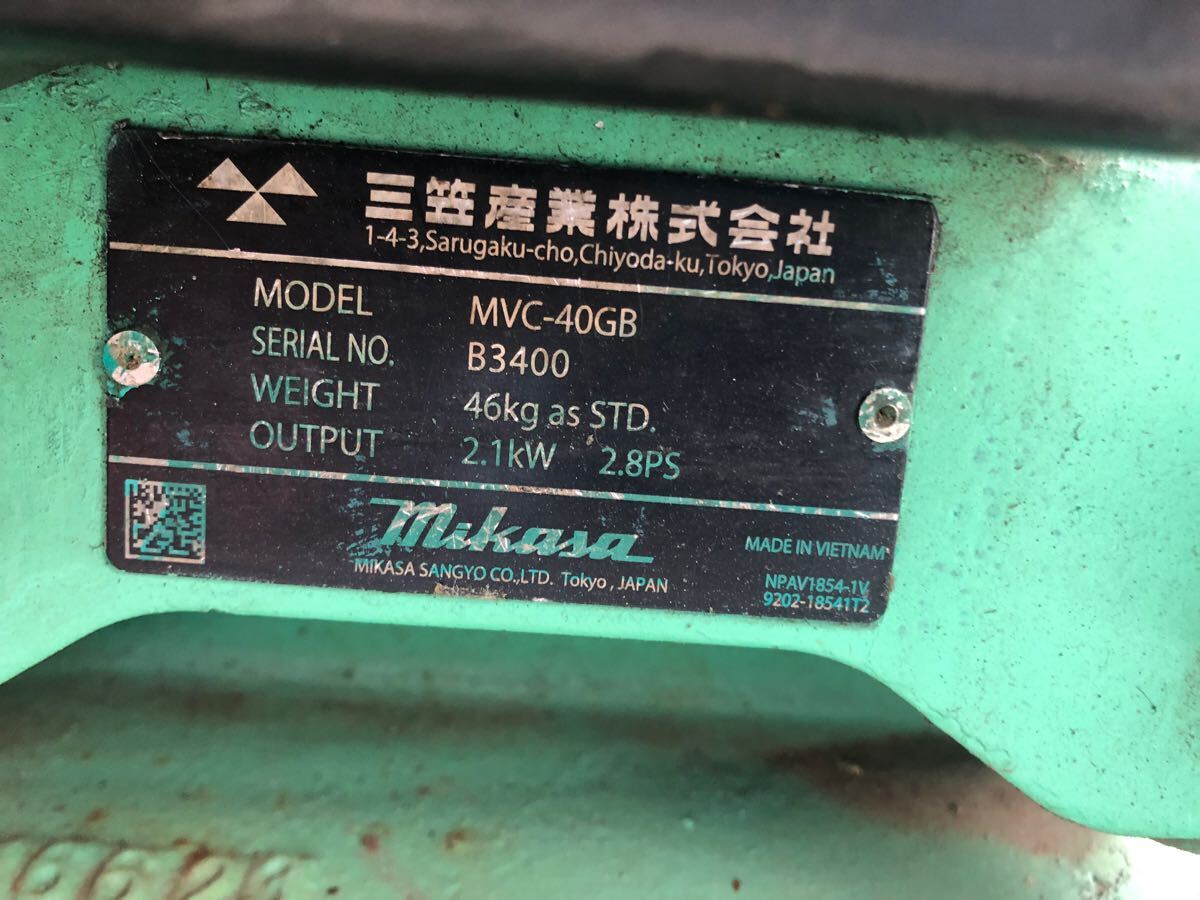 三笠産業株式会社
1-4-3,Sarugaku-cho,Chiyoda-ku,Tokyo,Japan
MODEL MVC-40GB
SERIAL NO. B3400
WEIGHT 46kg as STD.
OUTPUT 2.1kW 2.8PS
mikasa
MIKASA SANGYO CO.,LTD. Tokyo, JAPAN
MADE IN VIETNAM
NPAV1854-1V
9202-18541T2